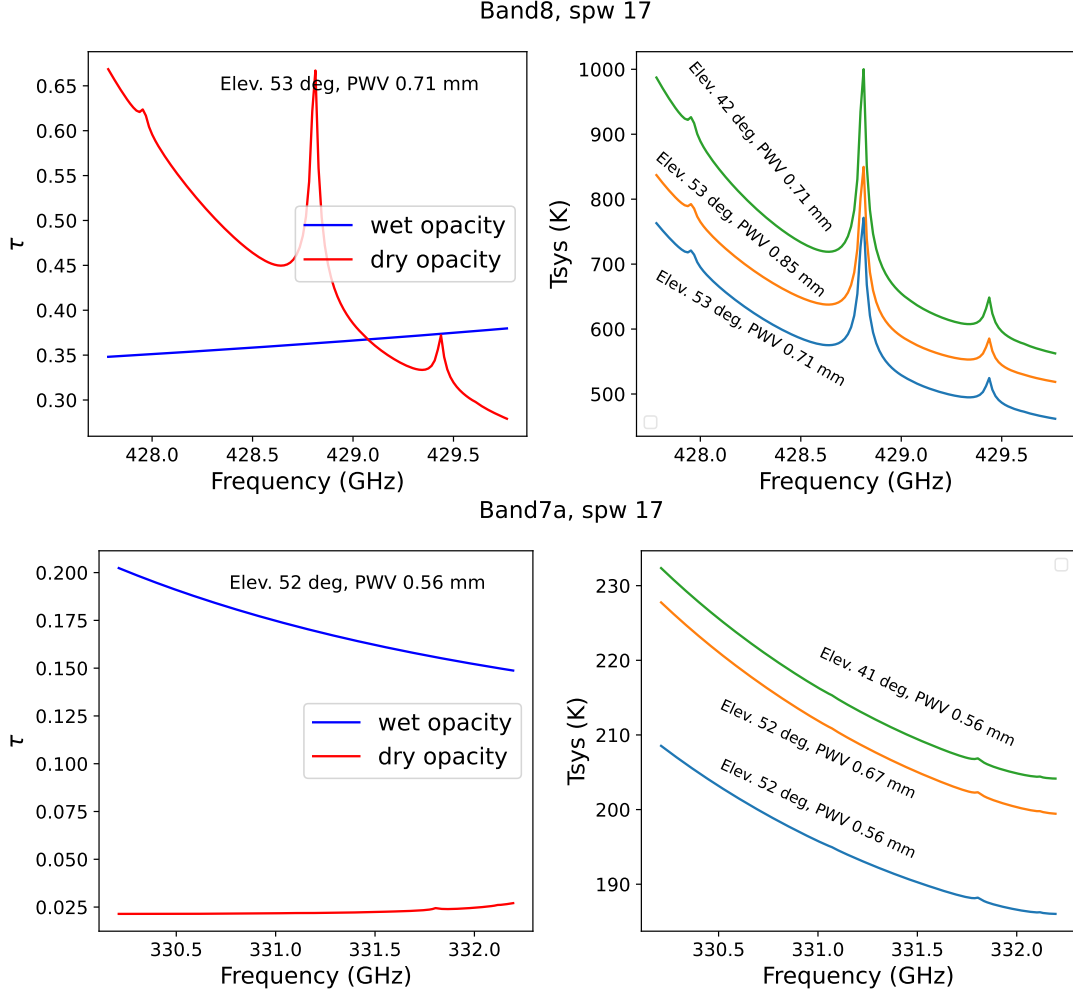 Band8, spw 17
0.65
0.60
0.55
0.50
0.45
0.40
0.35
0.30
τ
Elev. 53 deg, PWV 0.71 mm
wet opacity
dry opacity
428.0 428.5 429.0 429.5
Frequency (GHz)
1000
900
800
700
600
500
Tsys (K)
Elev. 42 deg, PWV 0.71 mm
Elev. 53 deg, PWV 0.85 mm
Elev. 53 deg, PWV 0.71 mm
428.0 428.5 429.0 429.5
Frequency (GHz)
Band7a, spw 17
0.200
0.175
0.150
0.125
0.100
0.075
0.050
0.025
τ
Elev. 52 deg, PWV 0.56 mm
wet opacity
dry opacity
330.5 331.0 331.5 332.0
Frequency (GHz)
230
220
210
200
190
Tsys (K)
Elev. 41 deg, PWV 0.56 mm
Elev. 52 deg, PWV 0.67 mm
Elev. 52 deg, PWV 0.56 mm
330.5 331.0 331.5 332.0
Frequency (GHz)